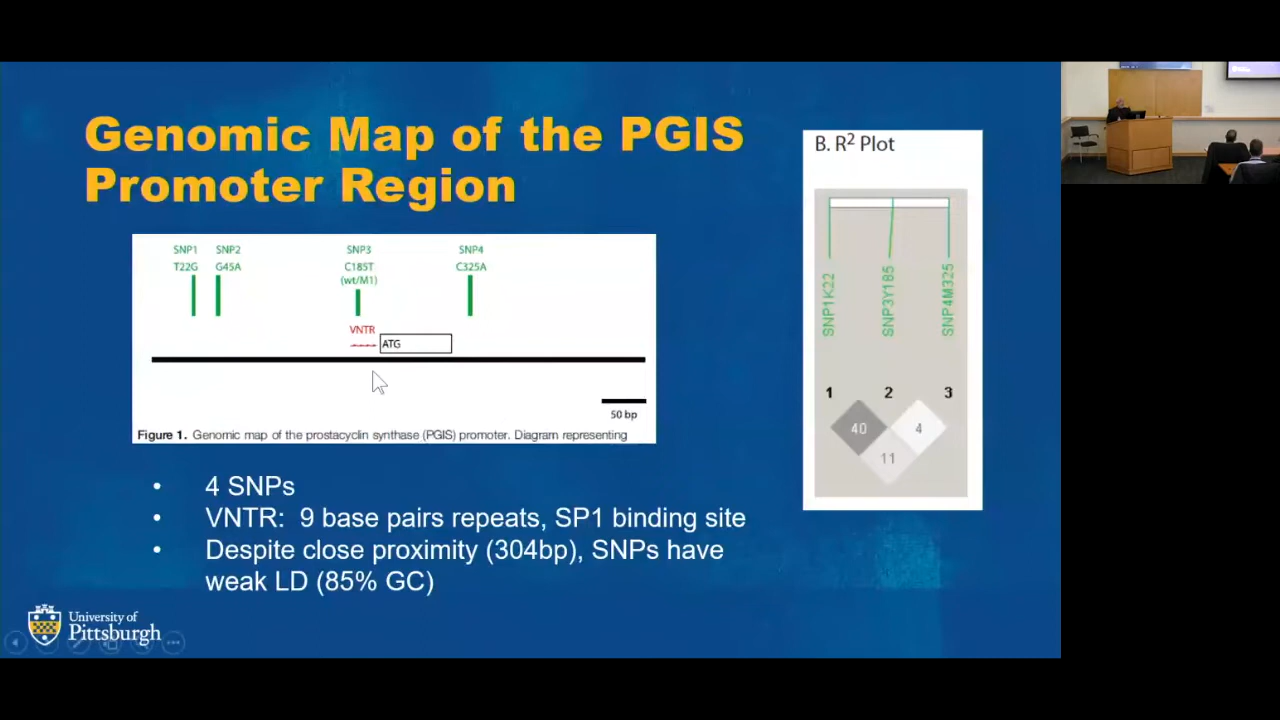 Genomic Map of the PGIS
Promoter Region
SNP1
T22G
SNP2
G45A
SNP3
C185T
(wt/M1)
SNP4
C325A
VNTR
ATG
50 bp
Figure 1. Genomic map of the prostacyclin synthase (PGIS) promoter. Diagram representing
B. R² Plot
SNP1K22
SNP3Y185
SNP4M325
1 2 3
40 4
11
• 4 SNPs
• VNTR: 9 base pairs repeats, SP1 binding site
• Despite close proximity (304bp), SNPs have
weak LD (85% GC)
University of
Pittsburgh